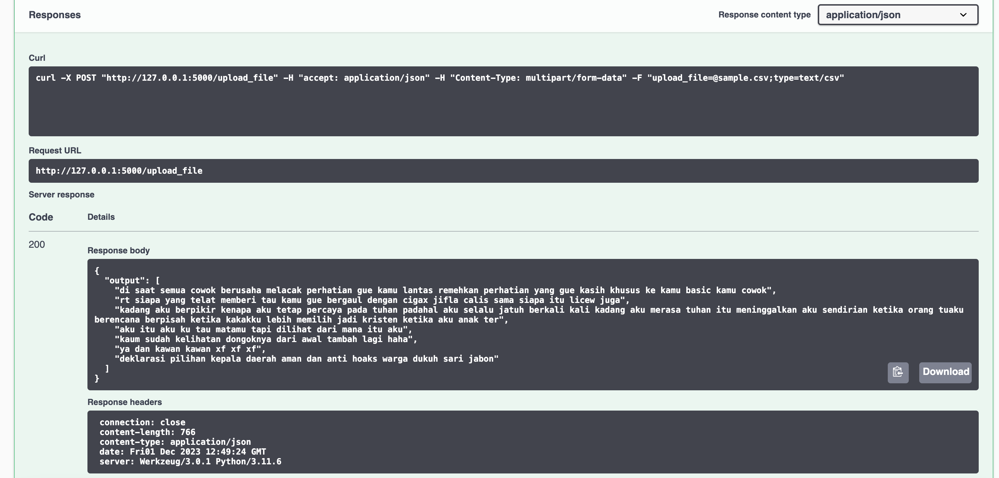 Responses
Response content type
application/json
Curl
curl -X POST "http://127.0.0.1:5000/upload_file" -H "accept: application/json" -H "Content-Type: multipart/form-data" -F "upload_file=@sample.csv;type=text/csv"
Request URL
http://127.0.0.1:5000/upload_file
Server response
Code
Details
200
Response body
{
  "output": [
    "di saat semua cowok berusaha melacak perhatian gue kamu lantas remehkan perhatian yang gue kasih khusus ke kamu basic kamu cowok",
    "rt siapa yang telat memberi tau kamu gue bergaul dengan cigax jifla calis sama siapa itu licew juga",
    "kadang aku berpikir kenapa aku tetap percaya pada tuhan padahal aku selalu jatuh berkali kali kadang aku merasa tuhan itu meninggalkan aku sendirian ketika orang tuaku
berencana berpisah ketika kakakku lebih memilih jadi kristen ketika aku anak ter",
    "aku itu aku ku tau matamu tapi dilihat dari mana itu aku",
    "kaum sudah kelihatan dongoknya dari awal tambah lagi haha",
    "ya dan kawan kawan xf xf xf",
    "deklarasi pilihan kepala daerah aman dan anti hoaks warga dukuh sari jabon"
  ]
}
Download
Response headers
connection: close
content-length: 766
content-type: application/json
date: Fri01 Dec 2023 12:49:24 GMT
server: Werkzeug/3.0.1 Python/3.11.6